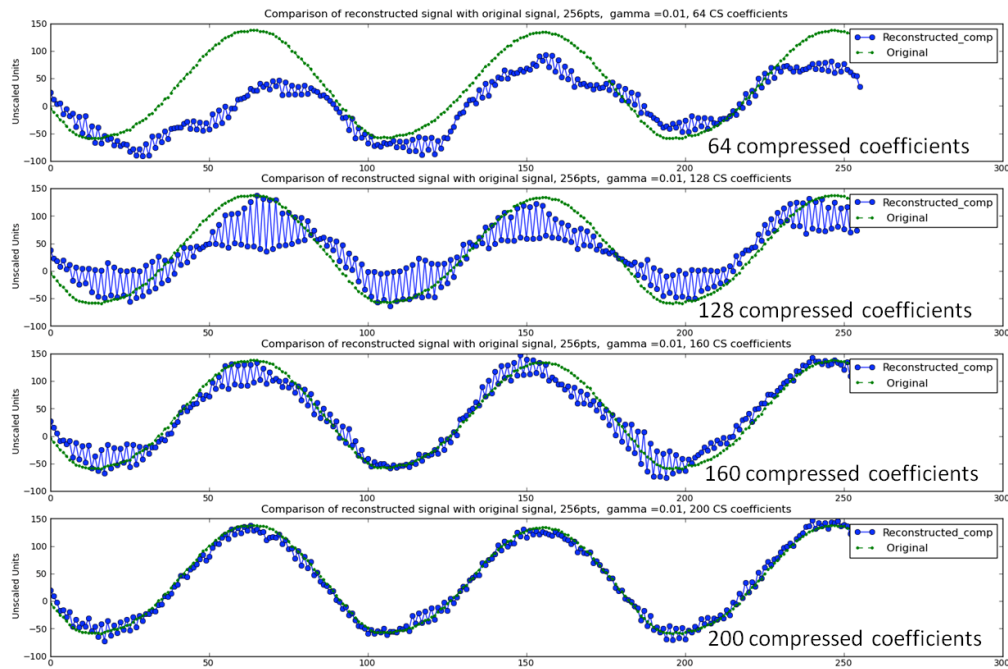 Comparison of reconstructed signal with original signal, 256pts, gamma =0.01, 64 CS coefficients
Unscaled Units
150
100
50
0
−50
−100
Reconstructed_comp
Original
64 compressed coefficients
0 50 100 150 200 250 300
Comparison of reconstructed signal with original signal, 256pts, gamma =0.01, 128 CS coefficients
Unscaled Units
150
100
50
0
−50
−100
Reconstructed_comp
Original
128 compressed coefficients
0 50 100 150 200 250 300
Comparison of reconstructed signal with original signal, 256pts, gamma =0.01, 160 CS coefficients
Unscaled Units
150
100
50
0
−50
−100
Reconstructed_comp
Original
160 compressed coefficients
0 50 100 150 200 250 300
Comparison of reconstructed signal with original signal, 256pts, gamma =0.01, 200 CS coefficients
Unscaled Units
150
100
50
0
−50
−100
Reconstructed_comp
Original
200 compressed coefficients
0 50 100 150 200 250 300